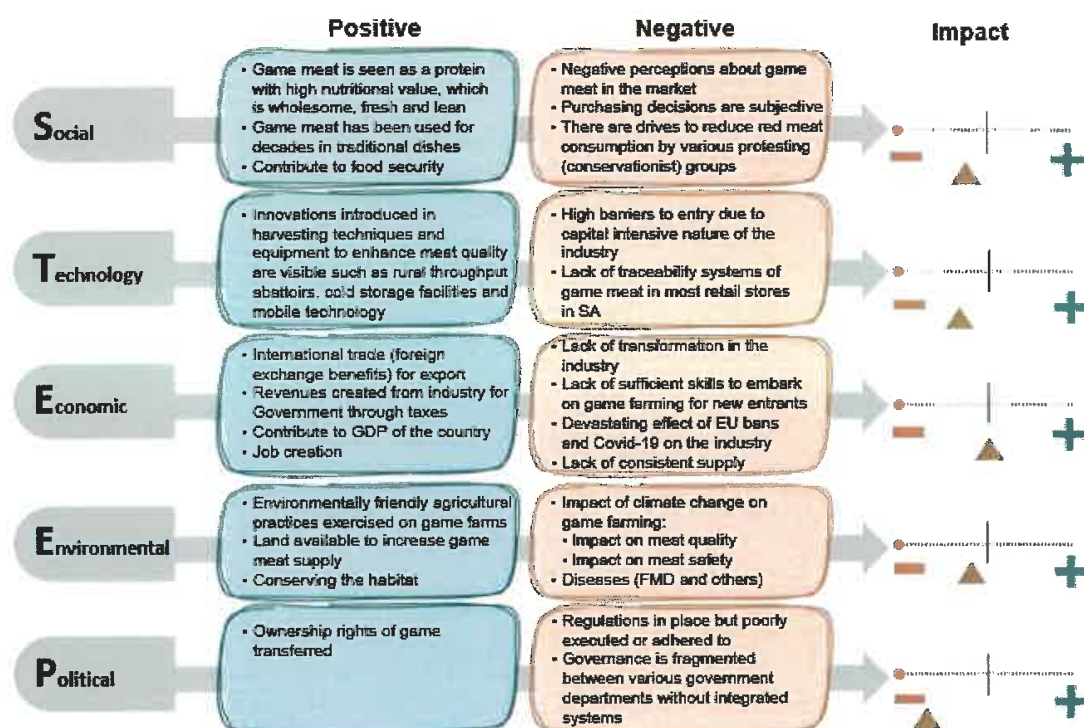 Positive
Negative
Impact
Social
• Game meat is seen as a protein
with high nutritional value, which
is wholesome, fresh and lean
• Game meat has been used for
decades in traditional dishes
• Contribute to food security
• Negative perceptions about game
meat in the market
• Purchasing decisions are subjective
• There are drives to reduce red meat
consumption by various protesting
(conservationist) groups
Technology
• Innovations introduced in
harvesting techniques and
equipment to enhance meat quality
are visible such as rural throughput
abattoirs, cold storage facilities and
mobile technology
• High barriers to entry due to
capital intensive nature of the
industry
• Lack of traceability systems of
game meat in most retail stores
in SA
Economic
• International trade (foreign
exchange benefits) for export
• Revenues created from industry for
Government through taxes
• Contribute to GDP of the country
• Job creation
• Lack of transformation in the
industry
• Lack of sufficient skills to embark
on game farming for new entrants
• Devastating effect of EU bans
and Covid-19 on the industry
• Lack of consistent supply
Environmental
• Environmentally friendly agricultural
practices exercised on game farms
• Land available to increase game
meat supply
• Conserving the habitat
• Impact of climate change on
game farming:
• Impact on meat quality
• Impact on meat safety
• Diseases (FMD and others)
Political
• Ownership rights of game
transferred
• Regulations in place but poorly
executed or adhered to
• Governance is fragmented
between various government
departments without integrated
systems